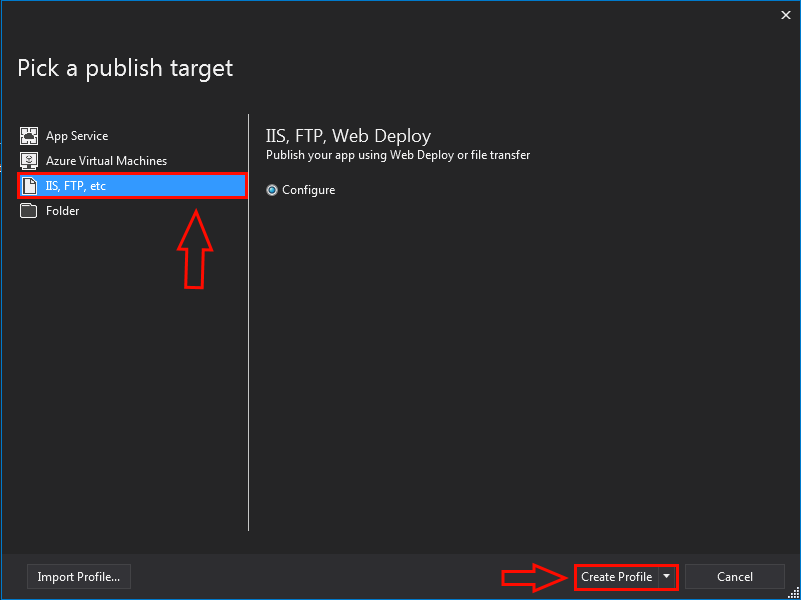 Pick a publish target
App Service
Azure Virtual Machines
IIS, FTP, etc
Folder
IIS, FTP, Web Deploy
Publish your app using Web Deploy or file transfer
Configure
Import Profile...
Create Profile
Cancel